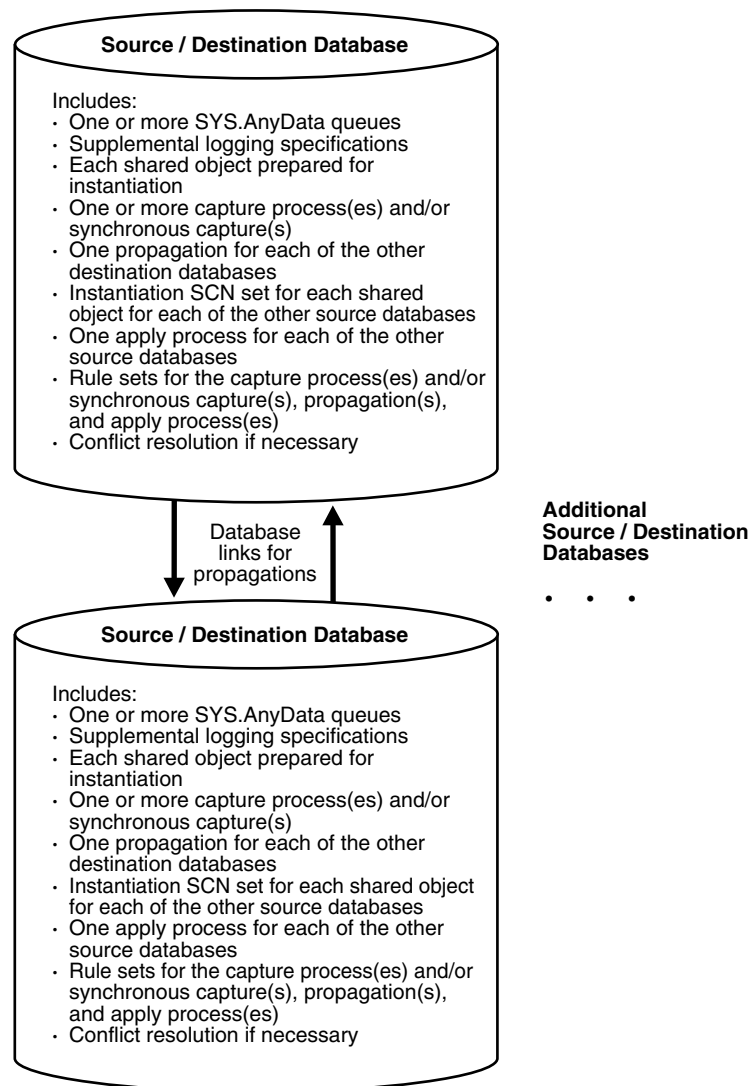 Source / Destination Database
Includes:
· One or more SYS.AnyData queues
· Supplemental logging specifications
· Each shared object prepared for
instantiation
· One or more capture process(es) and/or
synchronous capture(s)
· One propagation for each of the other
destination databases
· Instantiation SCN set for each shared
object for each of the other source databases
· One apply process for each of the other
source databases
· Rule sets for the capture process(es) and/or
synchronous capture(s), propagation(s),
and apply process(es)
· Conflict resolution if necessary
Database
links for
propagations
Additional
Source / Destination
Databases
. . .
Source / Destination Database
Includes:
· One or more SYS.AnyData queues
· Supplemental logging specifications
· Each shared object prepared for
instantiation
· One or more capture process(es) and/or
synchronous capture(s)
· One propagation for each of the other
destination databases
· Instantiation SCN set for each shared object
for each of the other source databases
· One apply process for each of the other
source databases
· Rule sets for the capture process(es) and/or
synchronous capture(s), propagation(s),
and apply process(es)
· Conflict resolution if necessary